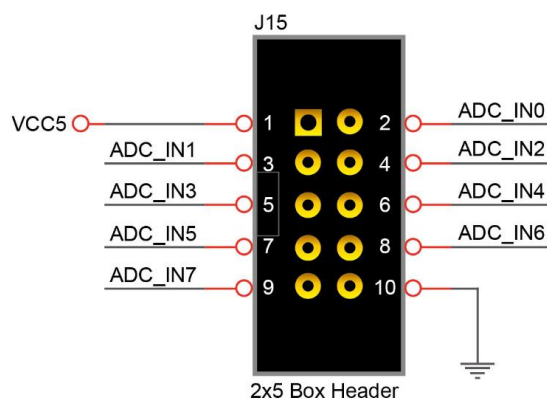 J15
VCC5 1 2 ADC_IN0
ADC_IN1 3 4 ADC_IN2
ADC_IN3 5 6 ADC_IN4
ADC_IN5 7 8 ADC_IN6
ADC_IN7 9 10
2x5 Box Header